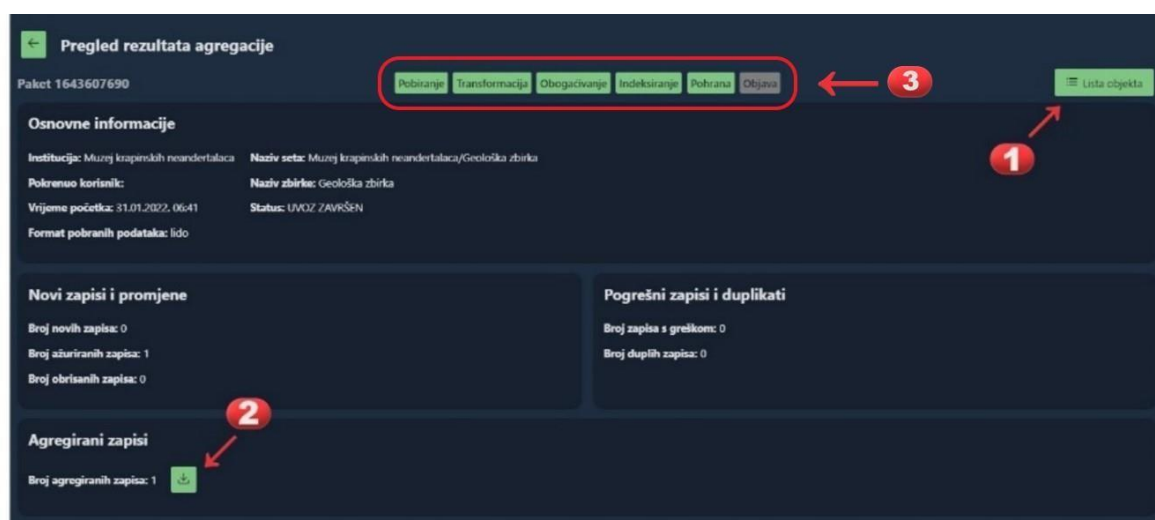 Pregled rezultata agregacije
Paket 1643607690
Pobiranje Transformacija Obogaćivanje Indeksiranje Pohrana Objava
3
Lista objekta
1
Osnovne informacije
Institucija: Muzej krapinskih neandertalaca Naziv seta: Muzej krapinskih neandertalaca/Geološka zbirka
Pokrenuo korisnik: Naziv zbirke: Geološka zbirka
Vrijeme početka: 31.01.2022. 06:41 Status: UVOZ ZAVRŠEN
Format pobranih podataka: lido
Novi zapisi i promjene
Broj novih zapisa: 0
Broj ažuriranih zapisa: 1
Broj obrisanih zapisa: 0
Pogrešni zapisi i duplikati
Broj zapisa s greškom: 0
Broj duplih zapisa: 0
2
Agregirani zapisi
Broj agregiranih zapisa: 1